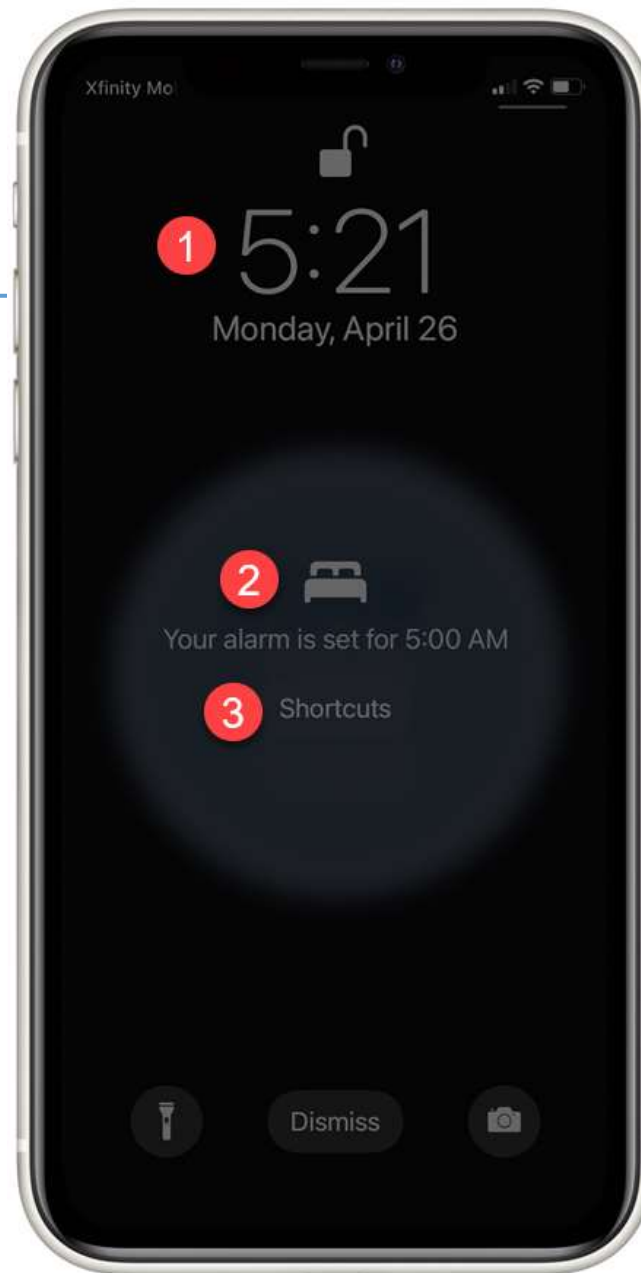 Xfinity Mo
1 5:21
Monday, April 26
2
Your alarm is set for 5:00 AM
3 Shortcuts
Dismiss